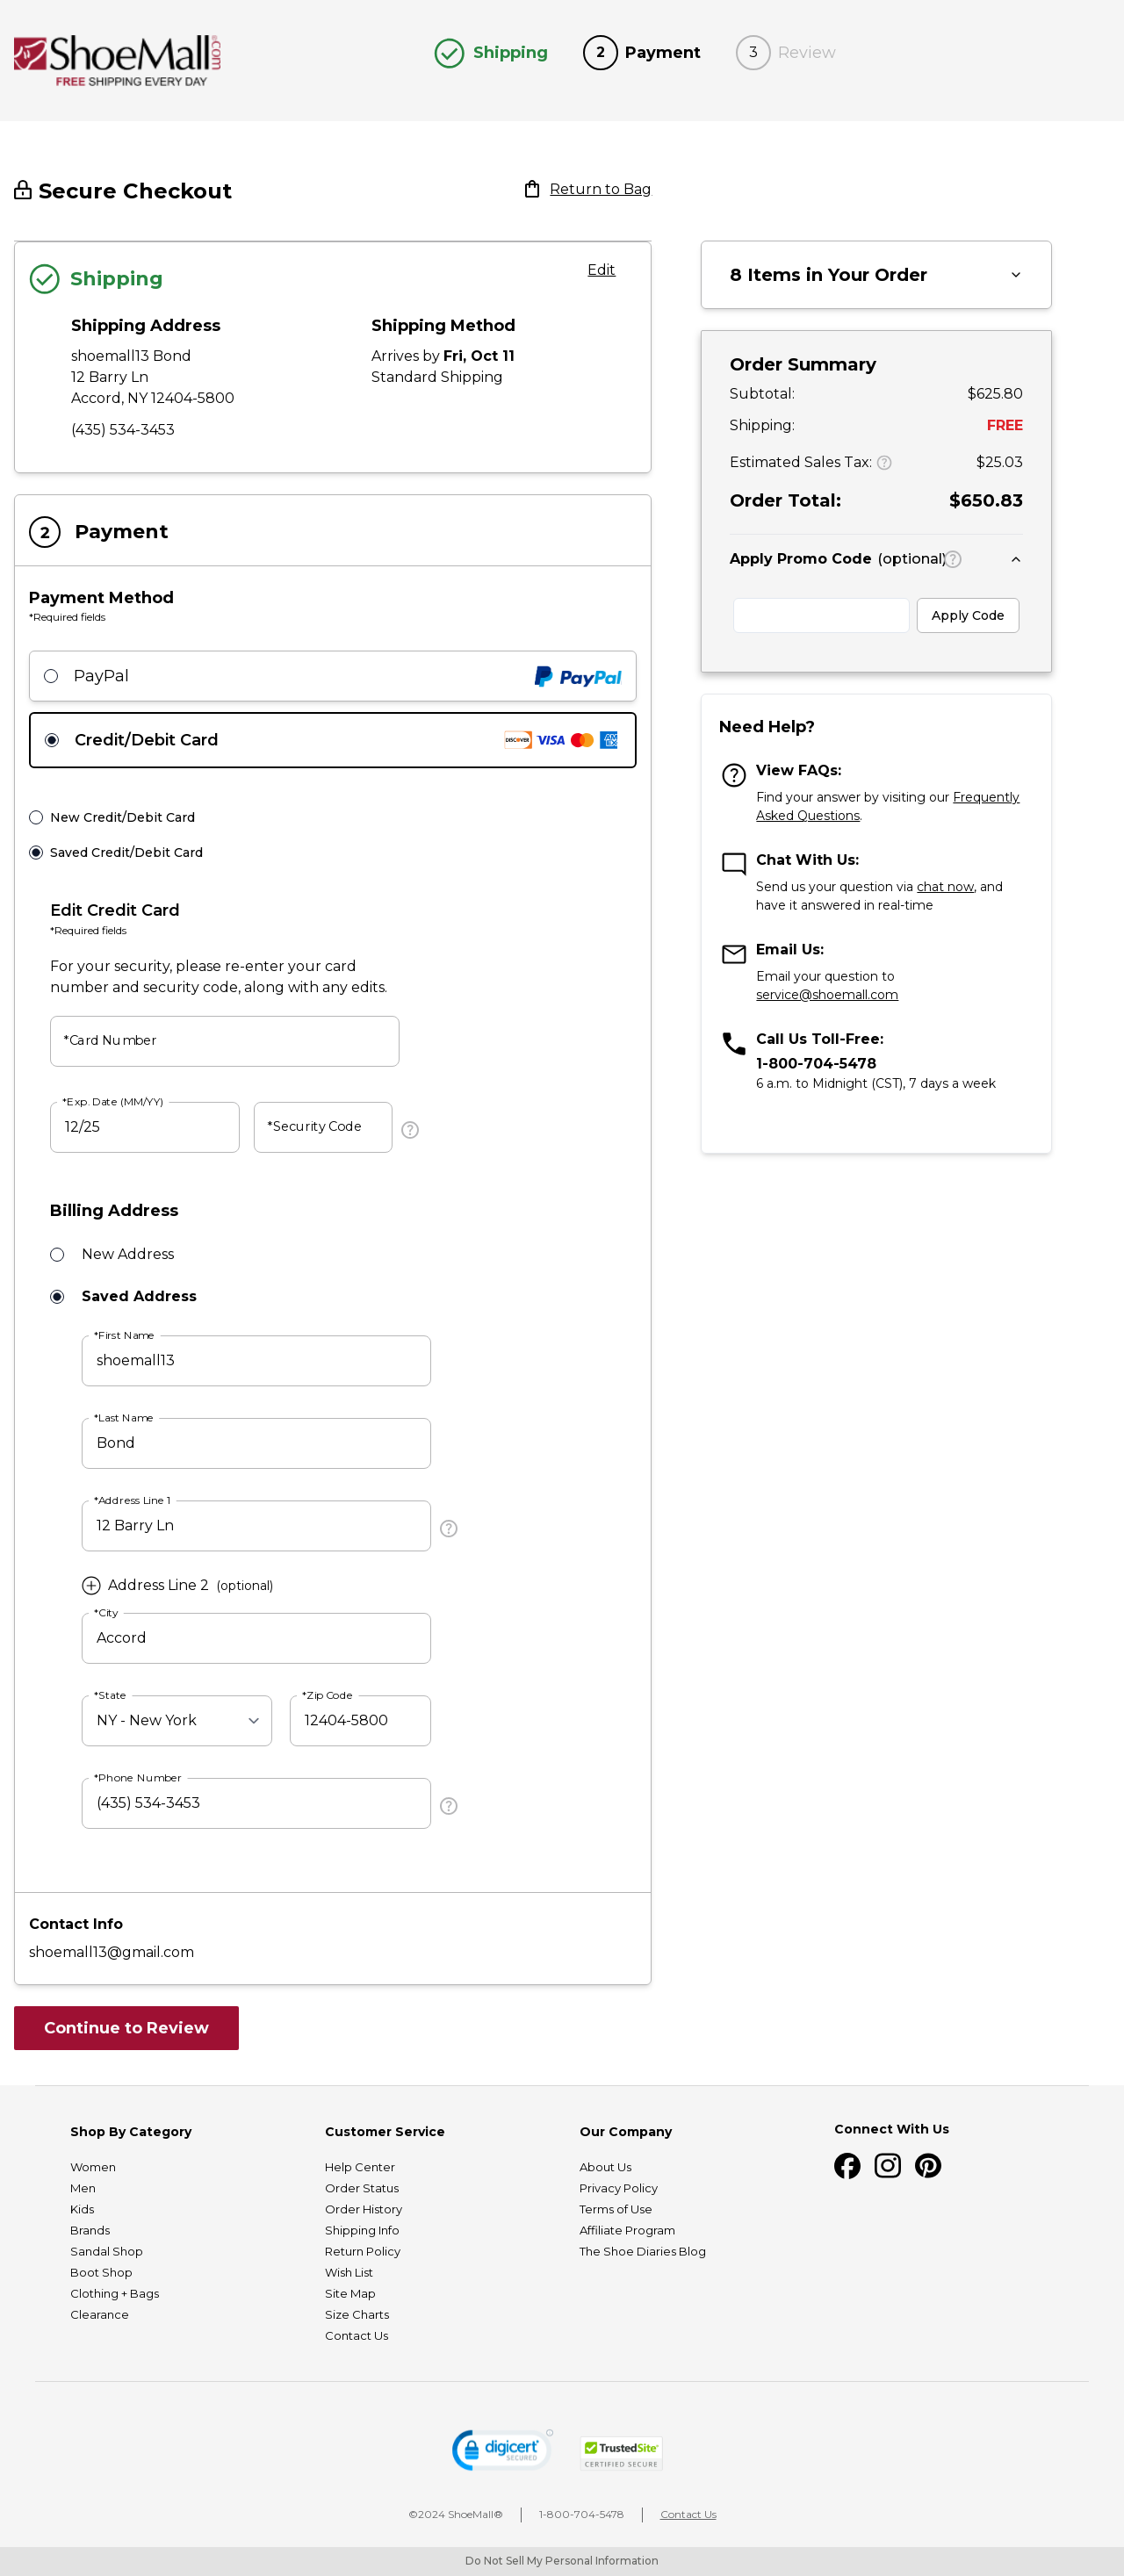 ShoeMall.com
FREE SHIPPING EVERY DAY
Shipping
2 Payment
3 Review
Secure Checkout
Return to Bag
Shipping
Edit
Shipping Address
shoemall13 Bond
12 Barry Ln
Accord, NY 12404-5800
(435) 534-3453
Shipping Method
Arrives by Fri, Oct 11
Standard Shipping
2 Payment
Payment Method
*Required fields
PayPal
PayPal
Credit/Debit Card
DISCOVER VISA AM EX
New Credit/Debit Card
Saved Credit/Debit Card
Edit Credit Card
*Required fields
For your security, please re-enter your card
number and security code, along with any edits.
*Card Number
*Exp. Date (MM/YY)
12/25
*Security Code
?
Billing Address
New Address
Saved Address
*First Name
shoemall13
*Last Name
Bond
*Address Line 1
12 Barry Ln
?
Address Line 2 (optional)
*City
Accord
*State
NY - New York
*Zip Code
12404-5800
*Phone Number
(435) 534-3453
?
Contact Info
shoemall13@gmail.com
Continue to Review
8 Items in Your Order
Order Summary
Subtotal: $625.80
Shipping: FREE
Estimated Sales Tax: ? $25.03
Order Total: $650.83
Apply Promo Code (optional) ?
Apply Code
Need Help?
? View FAQs:
Find your answer by visiting our Frequently
Asked Questions.
Chat With Us:
Send us your question via chat now, and
have it answered in real-time
Email Us:
Email your question to
service@shoemall.com
Call Us Toll-Free:
1-800-704-5478
6 a.m. to Midnight (CST), 7 days a week
Shop By Category
Women
Men
Kids
Brands
Sandal Shop
Boot Shop
Clothing + Bags
Clearance
Customer Service
Help Center
Order Status
Order History
Shipping Info
Return Policy
Wish List
Site Map
Size Charts
Contact Us
Our Company
About Us
Privacy Policy
Terms of Use
Affiliate Program
The Shoe Diaries Blog
Connect With Us
digicert
SECURED
TrustedSite
CERTIFIED SECURE
©2024 ShoeMall®
1-800-704-5478
Contact Us
Do Not Sell My Personal Information